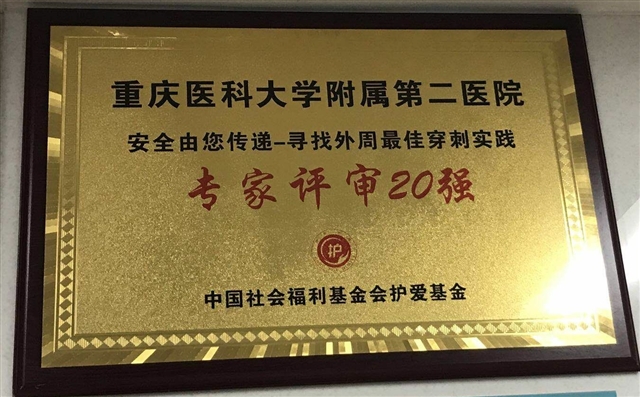 重庆医科大学附属第二医院
安全由您传递-寻找外周最佳穿刺实践
专家评审20强
护
中国社会福利基金会护爱基金